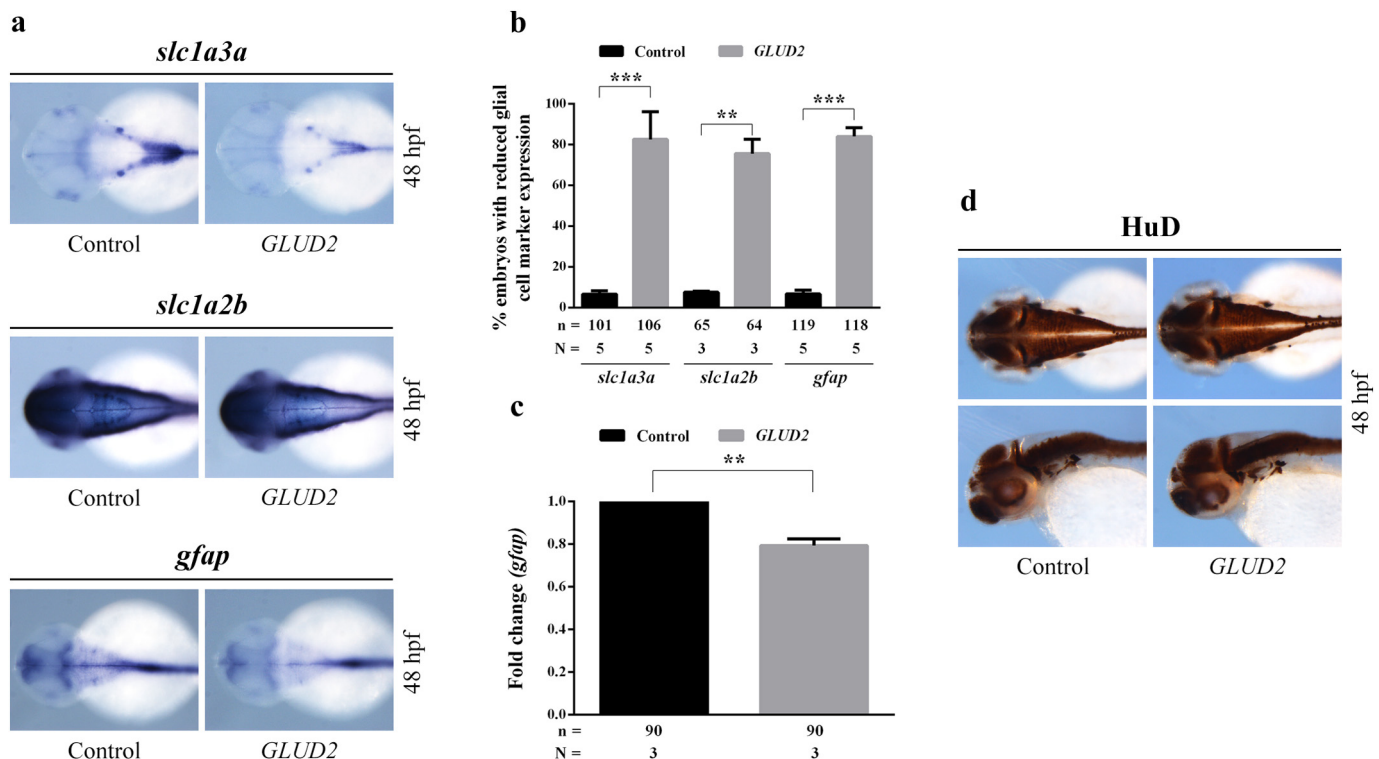 a
slc1a3a
48 hpf
Control GLUD2
slc1a2b
48 hpf
Control GLUD2
gfap
48 hpf
Control GLUD2
b
Control GLUD2
% embryos with reduced glial
cell marker expression
*** ** ***
100
80
60
40
20
0
n = 101 106 65 64 119 118
N = 5 5 3 3 5 5
slc1a3a slc1a2b gfap
c
Control GLUD2
**
Fold change (gfap)
1.0
0.8
0.6
0.4
0.2
0.0
n = 90 90
N = 3 3
d
HuD
48 hpf
Control GLUD2